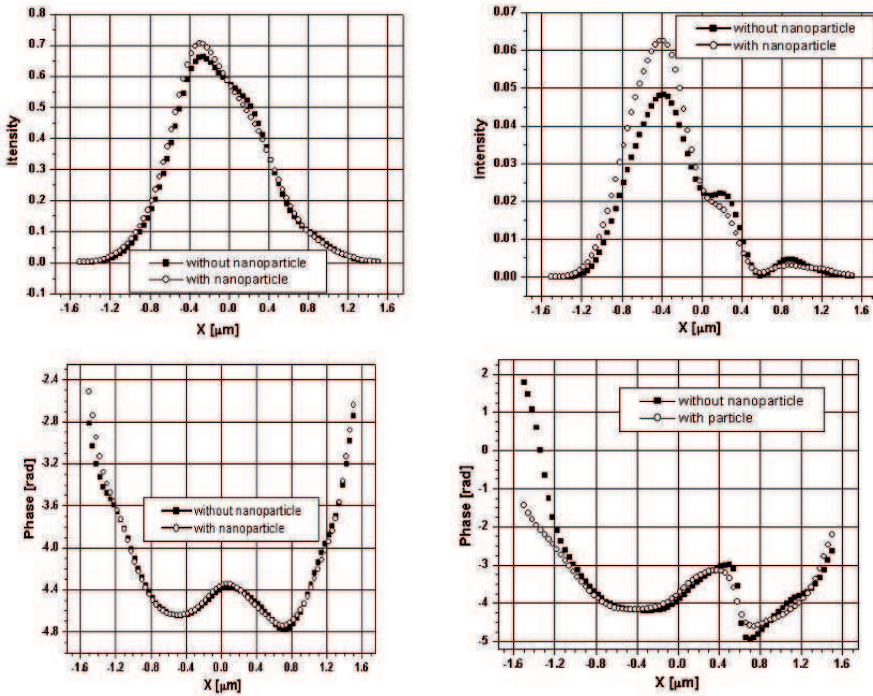 0.8
0.7
0.6
0.5
0.4
0.3
0.2
0.1
0.0
-0.1
Itensity
without nanoparticle
with nanoparticle
-1.6 -1.2 -0.8 -0.4 0.0 0.4 0.8 1.2 1.6
X [µm]
0.07
0.06
0.05
0.04
0.03
0.02
0.01
0.00
Intensity
without nanoparticle
with nanoparticle
-1.6 -1.2 -0.8 -0.4 0.0 0.4 0.8 1.2 1.6
X [µm]
-2.4
-2.8
-3.2
-3.6
-4.0
-4.4
-4.8
Phase [rad]
without nanoparticle
with nanoparticle
-1.6 -1.2 -0.8 -0.4 0.0 0.4 0.8 1.2 1.6
X [µm]
2
1
0
-1
-2
-3
-4
-5
Phase [rad]
without nanoparticle
with particle
-1.6 -1.2 -0.8 -0.4 0.0 0.4 0.8 1.2 1.6
X [µm]